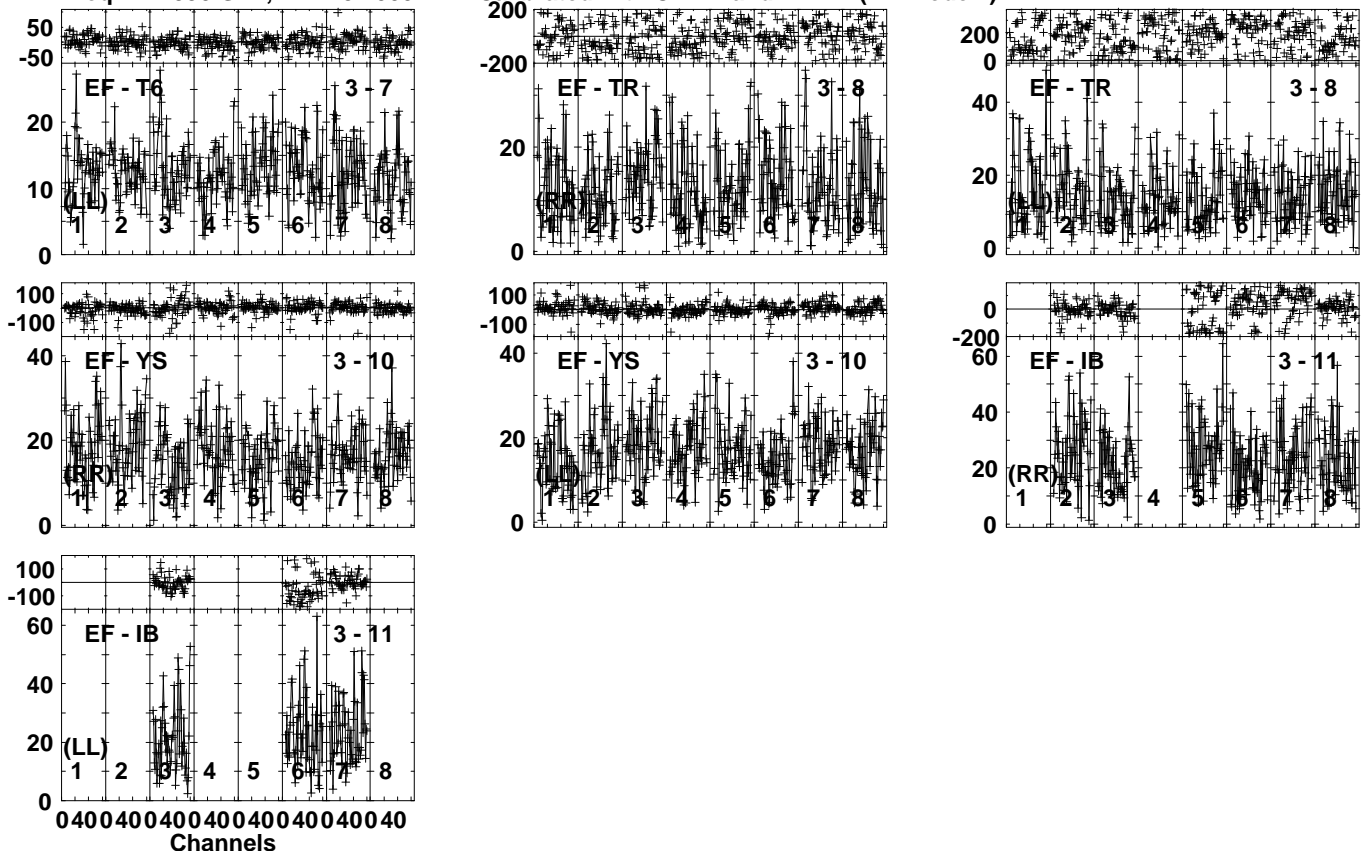 50
-50
EF - T6 3 - 7
20
10
(LL)
1 2 3 4 5 6 7 8
0
200
-200
EF - TR 3 - 8
20
(RR)
1 2 3 4 5 6 7 8
0
200
0
EF - TR 3 - 8
40
20
(LL)
1 2 3 4 5 6 7 8
0
100
-100
EF - YS 3 - 10
40
20
(RR)
1 2 3 4 5 6 7 8
0
100
-100
EF - YS 3 - 10
40
20
(LL)
1 2 3 4 5 6 7 8
0
0
-200
EF - IB 3 - 11
60
40
20
(RR)
1 2 3 4 5 6 7 8
0
100
-100
EF - IB 3 - 11
60
40
20
(LL)
1 2 3 4 5 6 7 8
0
0 40 0 40 0 40 0 40 0 40 0 40 0 40 0 40
Channels